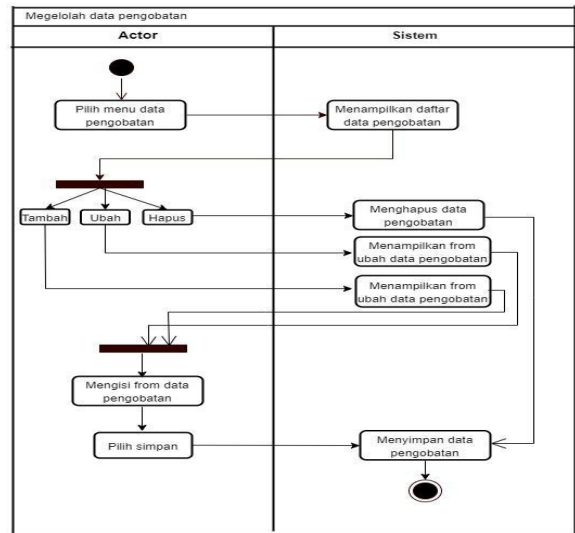 Megelolah data pengobatan
Actor
Sistem
Pilih menu data
pengobatan
Menampilkan daftar
data pengobatan
Tambah
Ubah
Hapus
Menghapus data
pengobatan
Menampilkan from
ubah data pengobatan
Menampilkan from
ubah data pengobatan
Mengisi from data
pengobatan
Pilih simpan
Menyimpan data
pengobatan